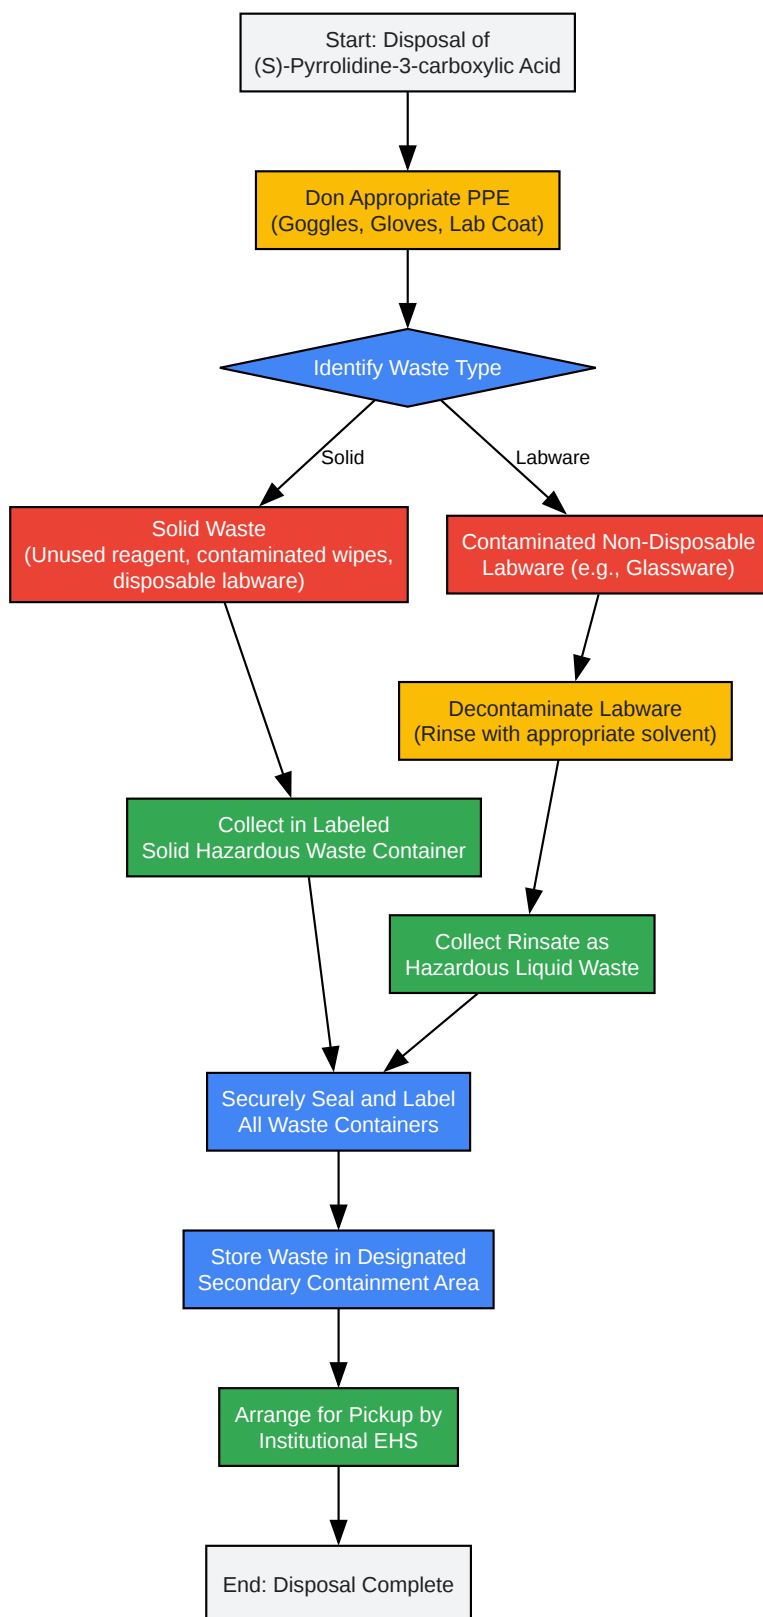 Start: Disposal of
(S)-Pyrrolidine-3-carboxylic Acid
Don Appropriate PPE
(Goggles, Gloves, Lab Coat)
Identify Waste Type
Solid
Labware
Solid Waste
(Unused reagent, contaminated wipes,
disposable labware)
Contaminated Non-Disposable
Labware (e.g., Glassware)
Decontaminate Labware
(Rinse with appropriate solvent)
Collect in Labeled
Solid Hazardous Waste Container
Collect Rinsate as
Hazardous Liquid Waste
Securely Seal and Label
All Waste Containers
Store Waste in Designated
Secondary Containment Area
Arrange for Pickup by
Institutional EHS
End: Disposal Complete